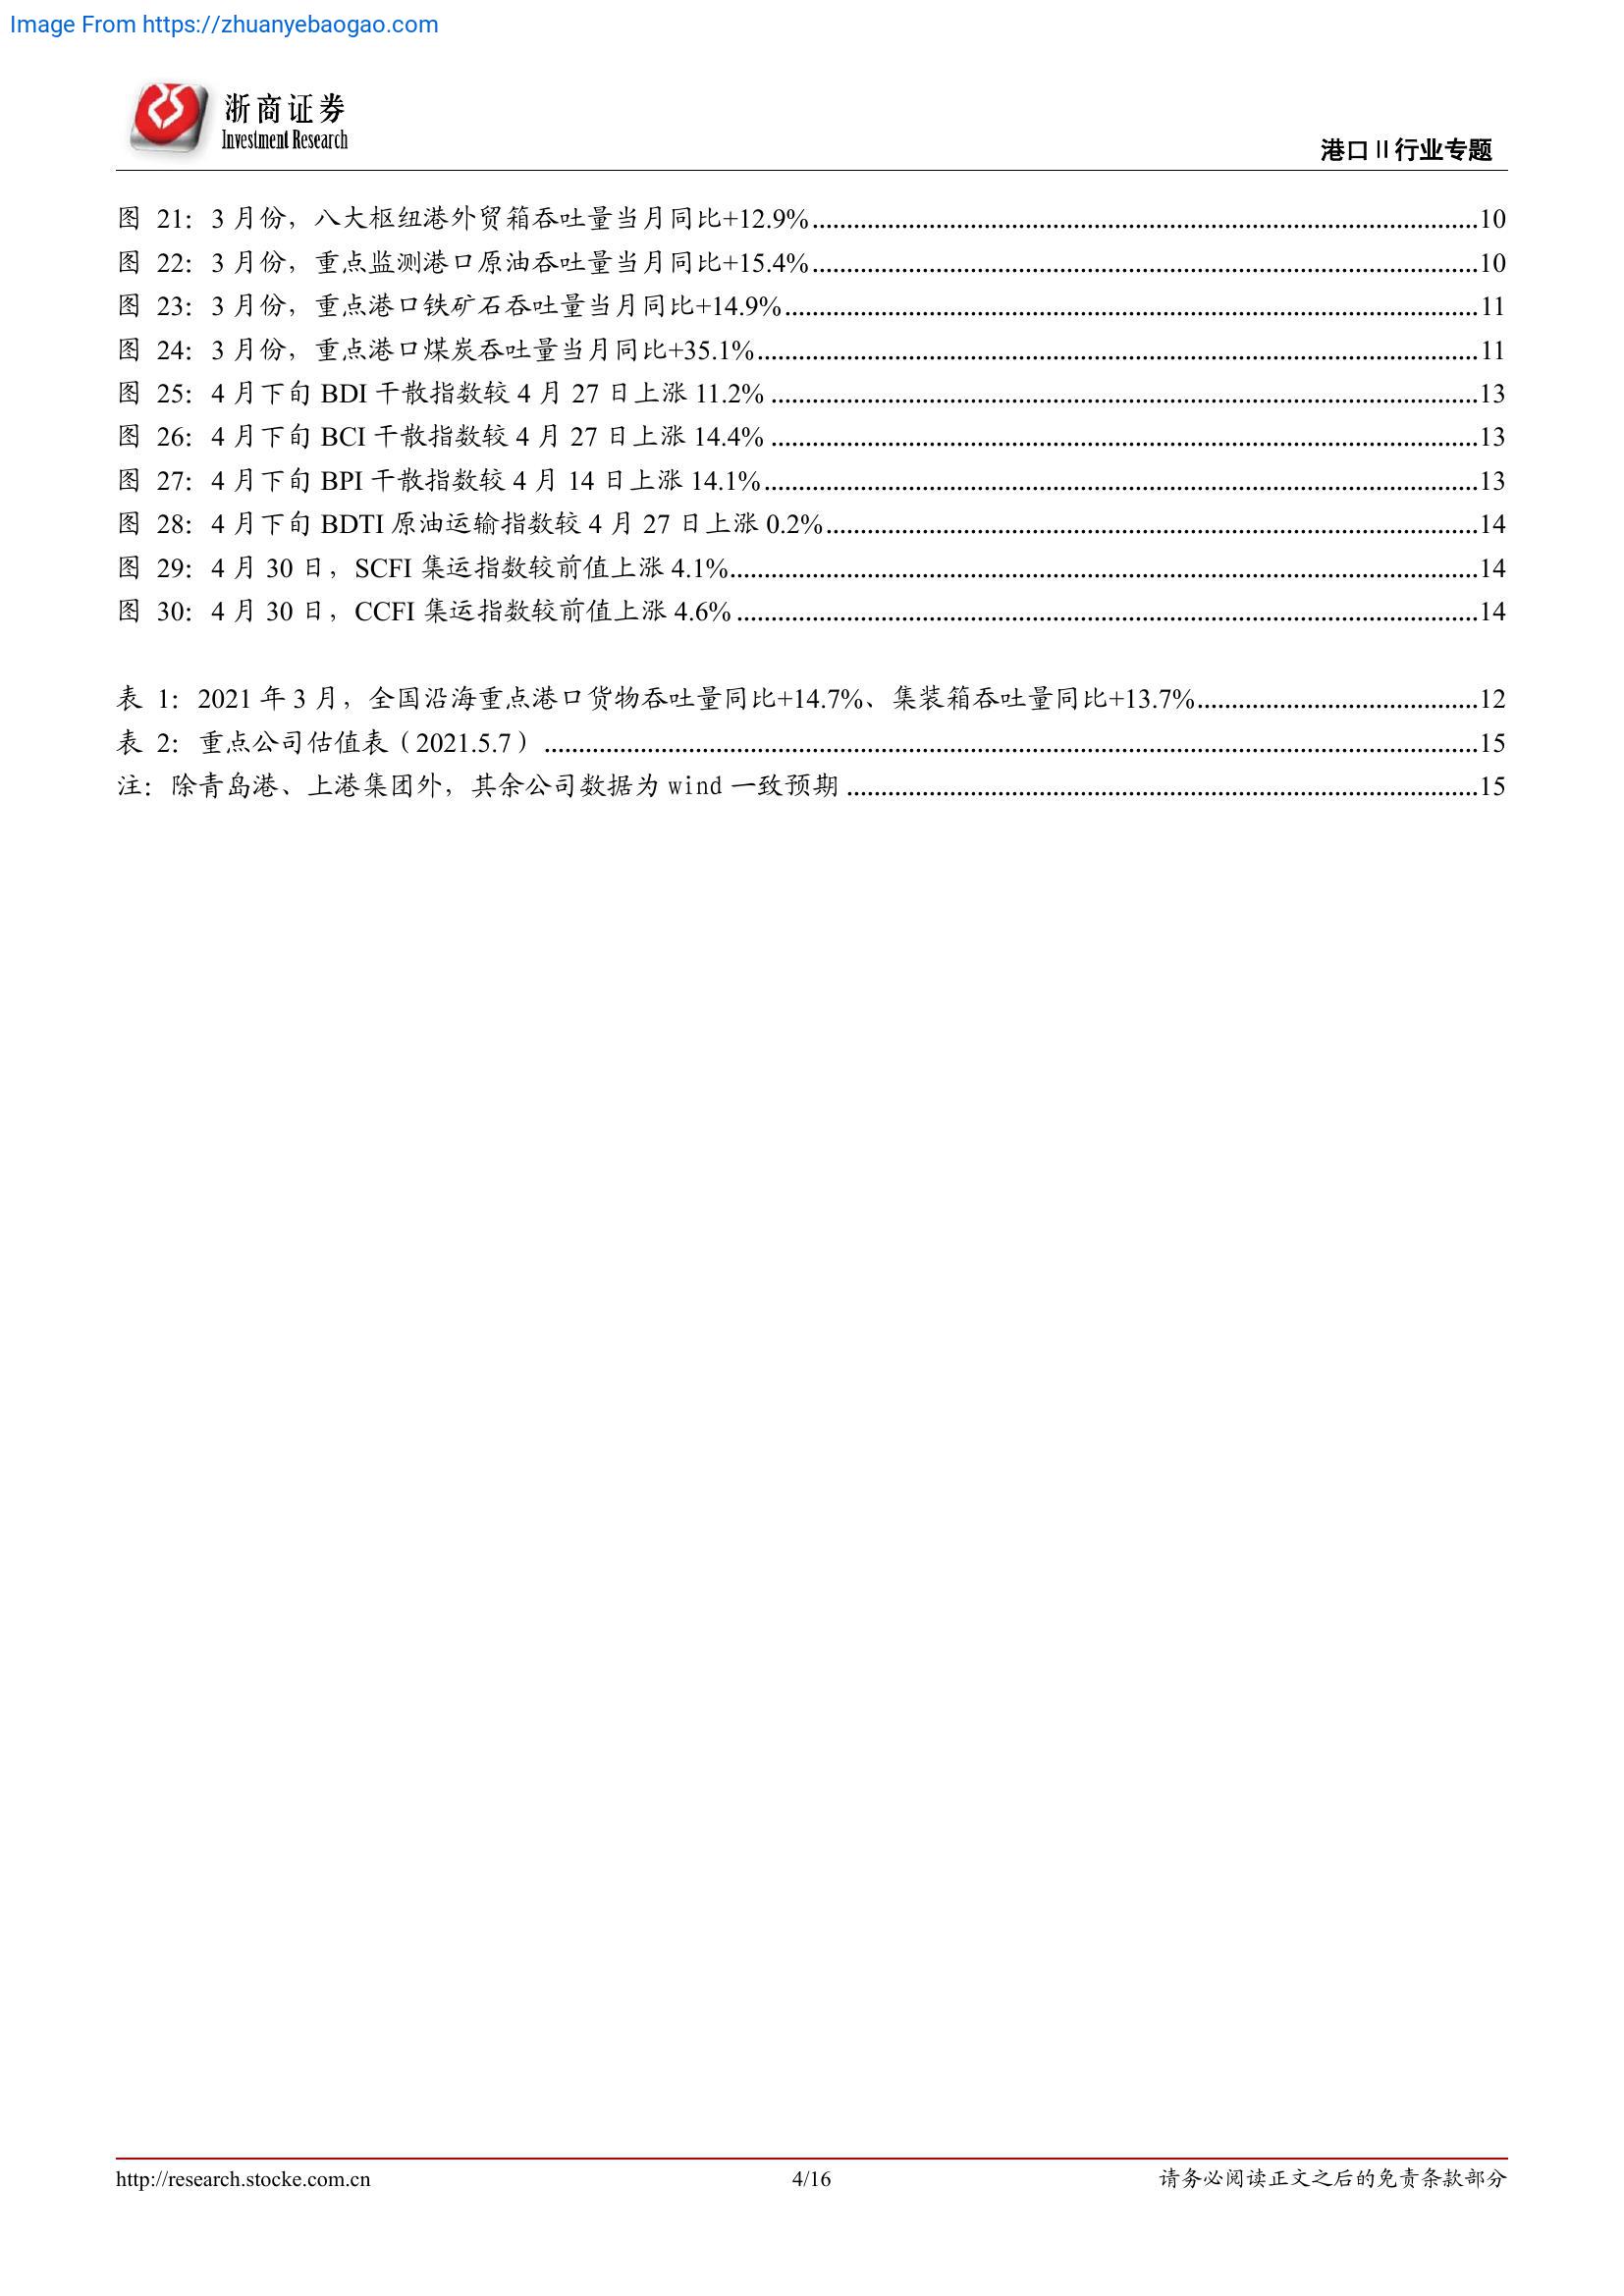 Image From https://zhuanyebaogao.com
浙商证券
Investment Research
港口Ⅱ行业专题
图 21：3 月份，八大枢纽港外贸箱吞吐量当月同比+12.9%....................10
图 22：3 月份，重点监测港口原油吞吐量当月同比+15.4%....................10
图 23：3 月份，重点港口铁矿石吞吐量当月同比+14.9%....................11
图 24：3 月份，重点港口煤炭吞吐量当月同比+35.1%....................11
图 25：4 月下旬 BDI 干散指数较 4 月 27 日上涨 11.2% ....................13
图 26：4 月下旬 BCI 干散指数较 4 月 27 日上涨 14.4% ....................13
图 27：4 月下旬 BPI 干散指数较 4 月 14 日上涨 14.1%....................13
图 28：4 月下旬 BDTI 原油运输指数较 4 月 27 日上涨 0.2%....................14
图 29：4 月 30 日，SCFI 集运指数较前值上涨 4.1%....................14
图 30：4 月 30 日，CCFI 集运指数较前值上涨 4.6% ....................14
表 1：2021 年 3 月，全国沿海重点港口货物吞吐量同比+14.7%、集装箱吞吐量同比+13.7%....................12
表 2：重点公司估值表（2021.5.7） ....................15
注：除青岛港、上港集团外，其余公司数据为 wind 一致预期 ....................15
http://research.stocke.com.cn
4/16
请务必阅读正文之后的免责条款部分